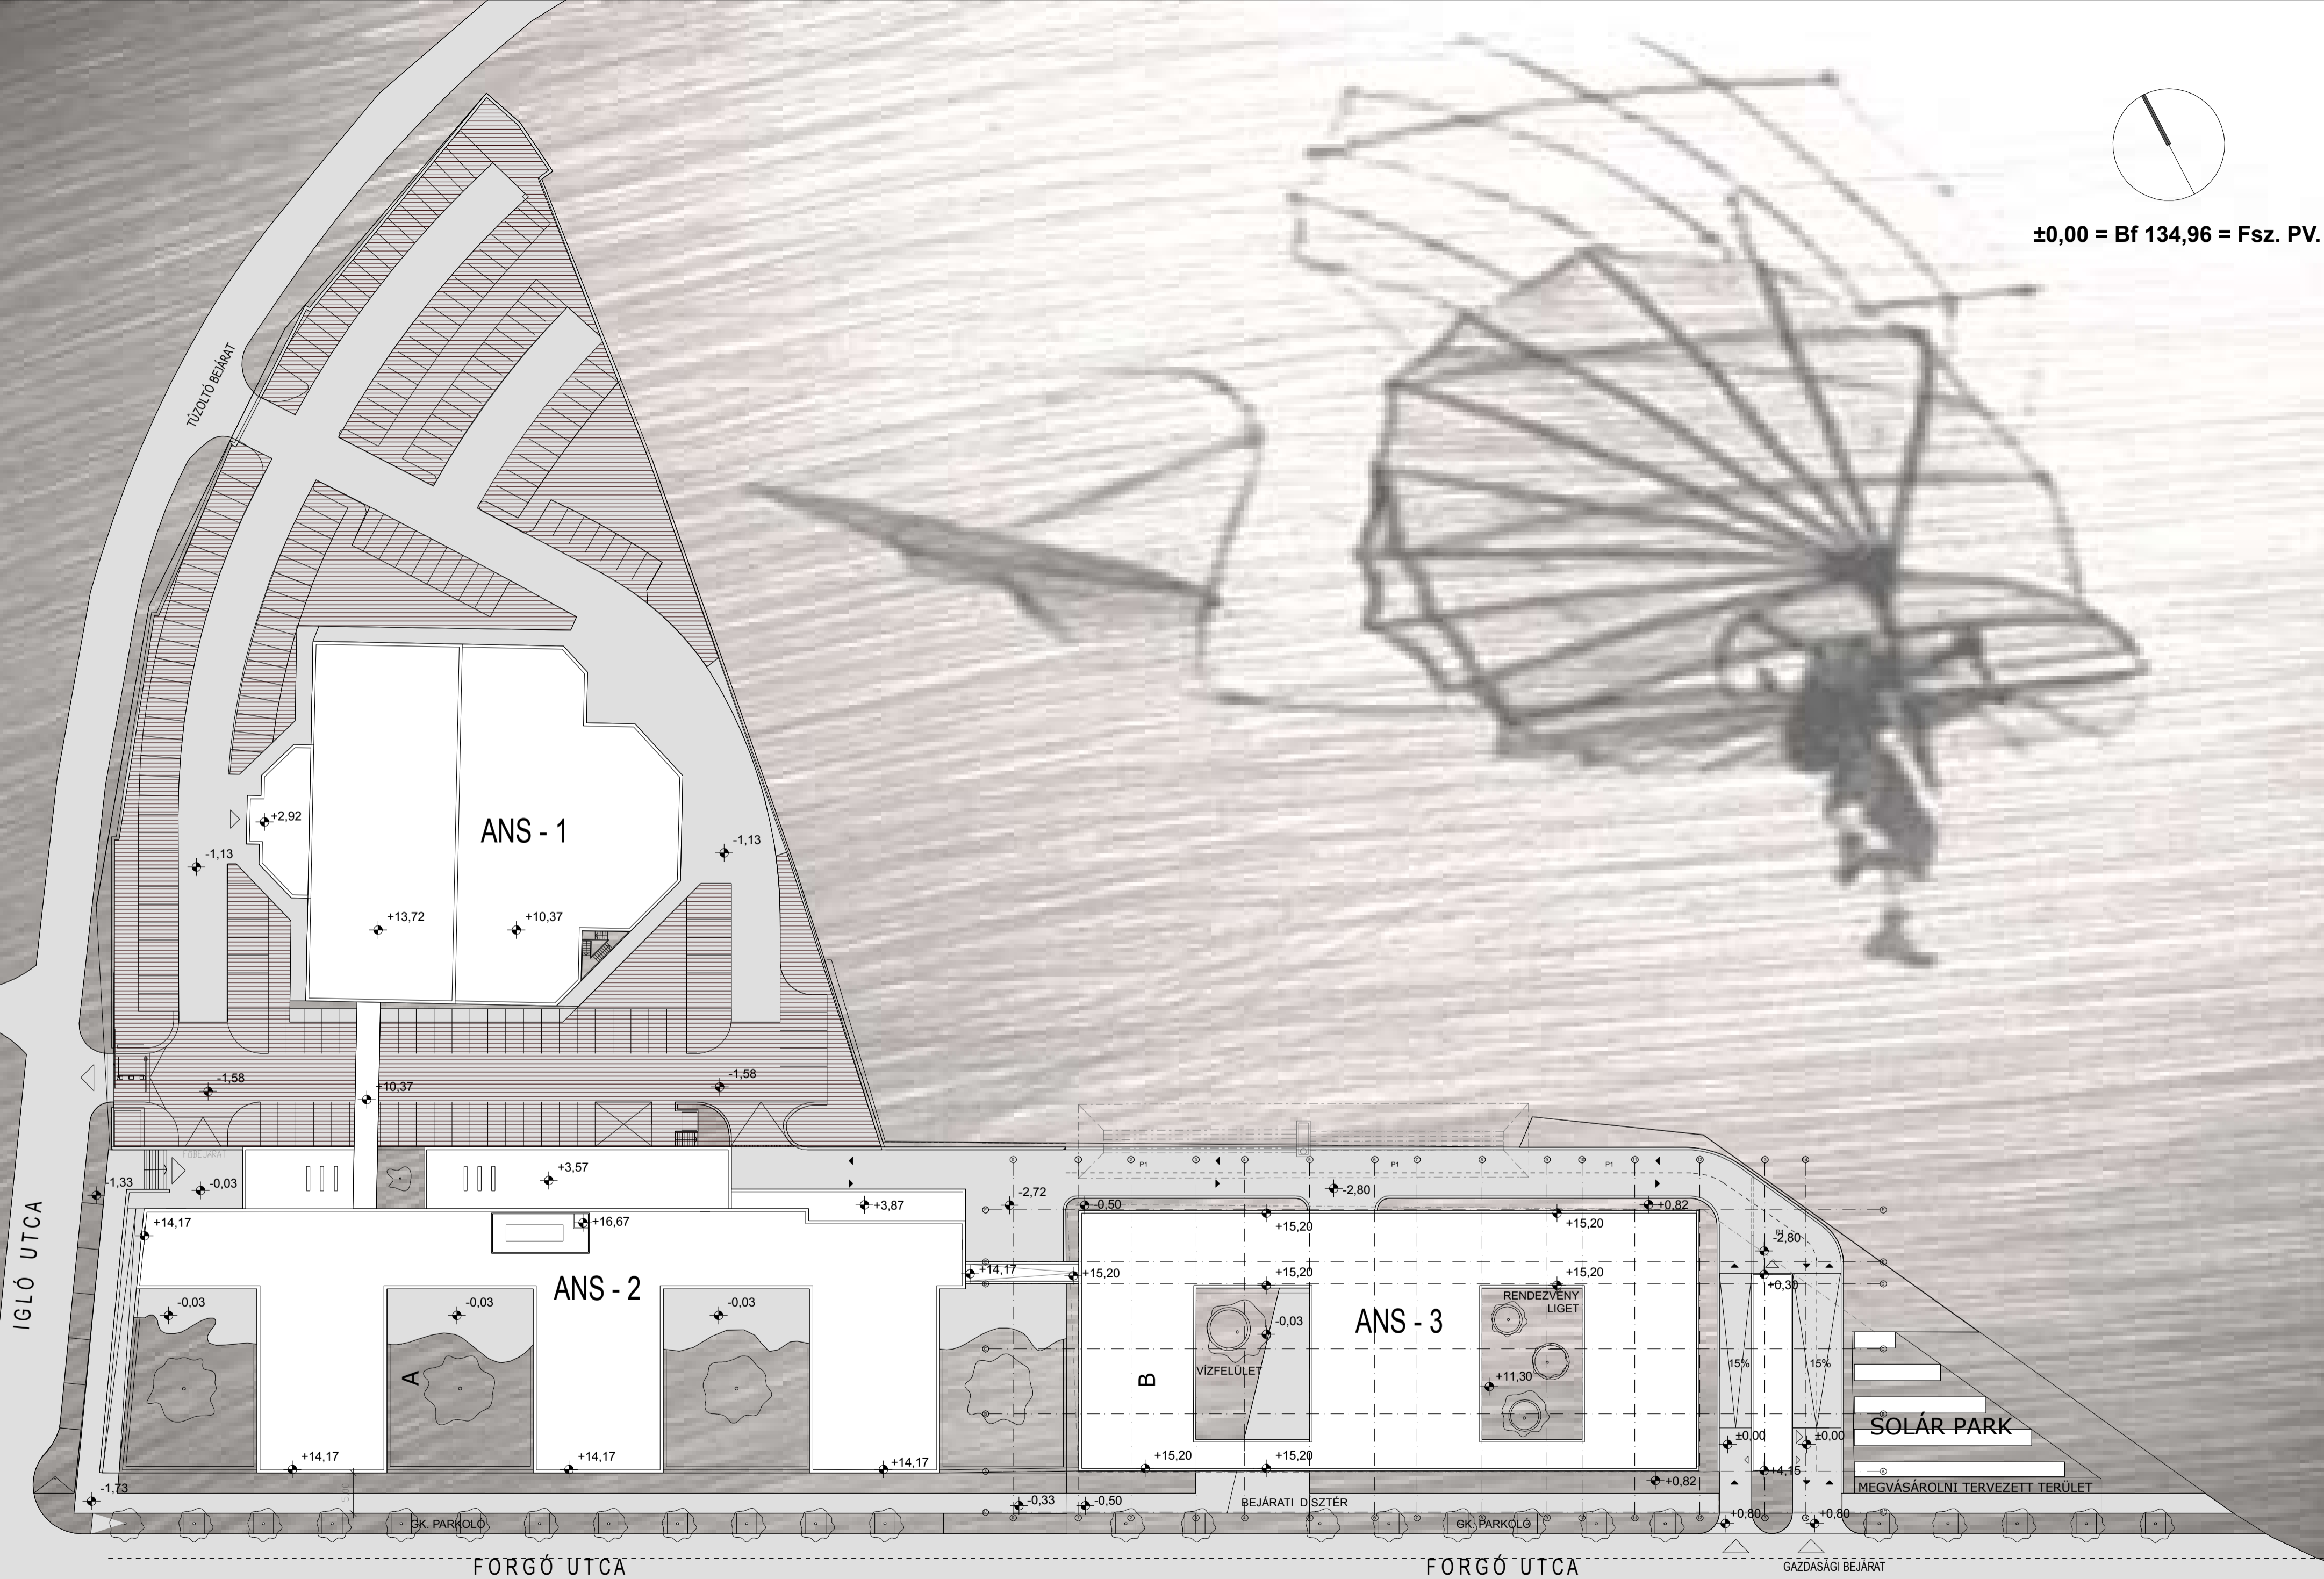 ±0,00 = Bf 134,96 = Fsz. PV.
TŰZOLTÓ BEJÁRAT
+2,92
ANS - 1
-1,13
-1,13
+13,72
+10,37
-1,58
+10,37
-1,58
FŐBEJÁRAT
-1,33
-0,03
+3,57
+3,87
-2,72
-0,50
P1
P1
P1
-2,80
+0,82
+14,17
+16,67
+15,20
+15,20
-2,80
ANS - 2
+14,17
+15,20
+15,20
+15,20
+0,30
-0,03
-0,03
-0,03
RENDEZVÉNY
LIGET
ANS - 3
-0,03
IGLÓ UTCA
A
B
VÍZFELÜLET
+11,30
15%
15%
SOLÁR PARK
±0,00
±0,00
+14,17
+14,17
+14,17
+15,20
+15,20
+0,82
+4,15
MEGVÁSÁROLNI TERVEZETT TERÜLET
-1,73
-0,33
-0,50
BEJÁRATI DÍSZTÉR
GK. PARKOLÓ
GK. PARKOLÓ
+0,80
+0,80
FORGÓ UTCA
FORGÓ UTCA
GAZDASÁGI BEJÁRAT